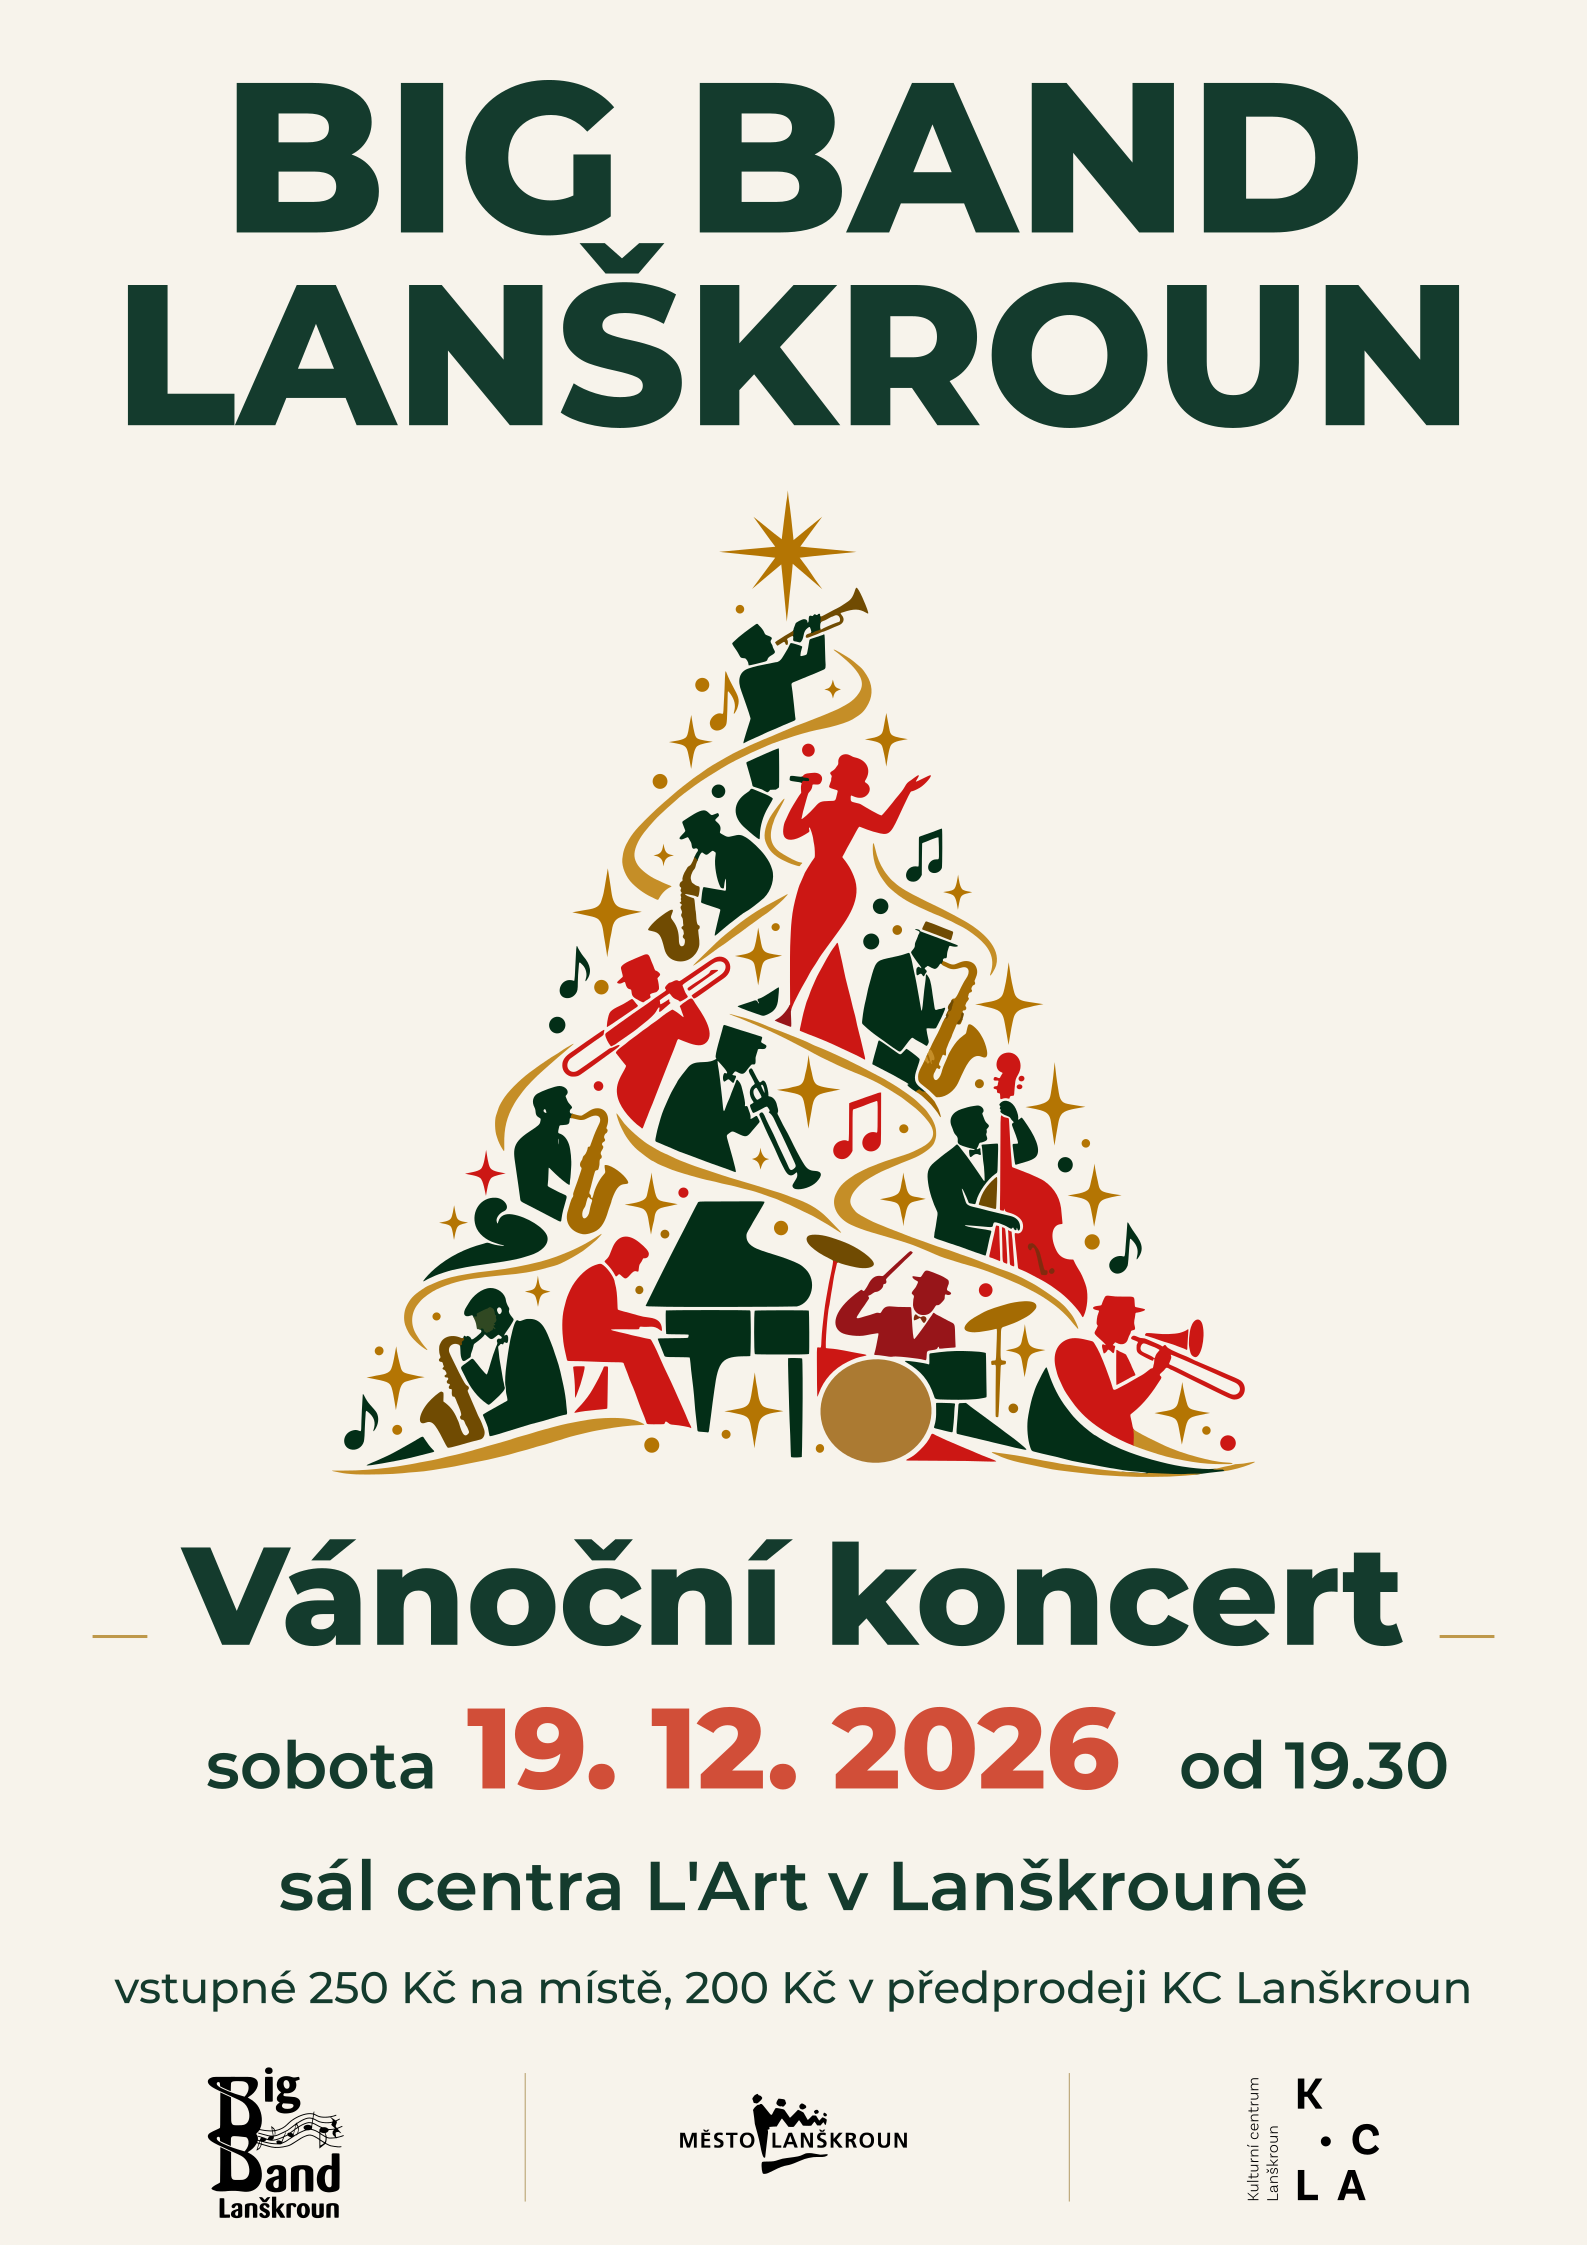 BIG BAND
LANŠKROUN
Vánoční koncert
sobota 19. 12. 2026 od 19.30
sál centra L'Art v Lanškrouně
vstupné 250 Kč na místě, 200 Kč v předprodeji KC Lanškroun
Big
Band
Lanškroun
MĚSTO LANŠKROUN
Kulturní centrum
Lanškroun
K
• C
L A